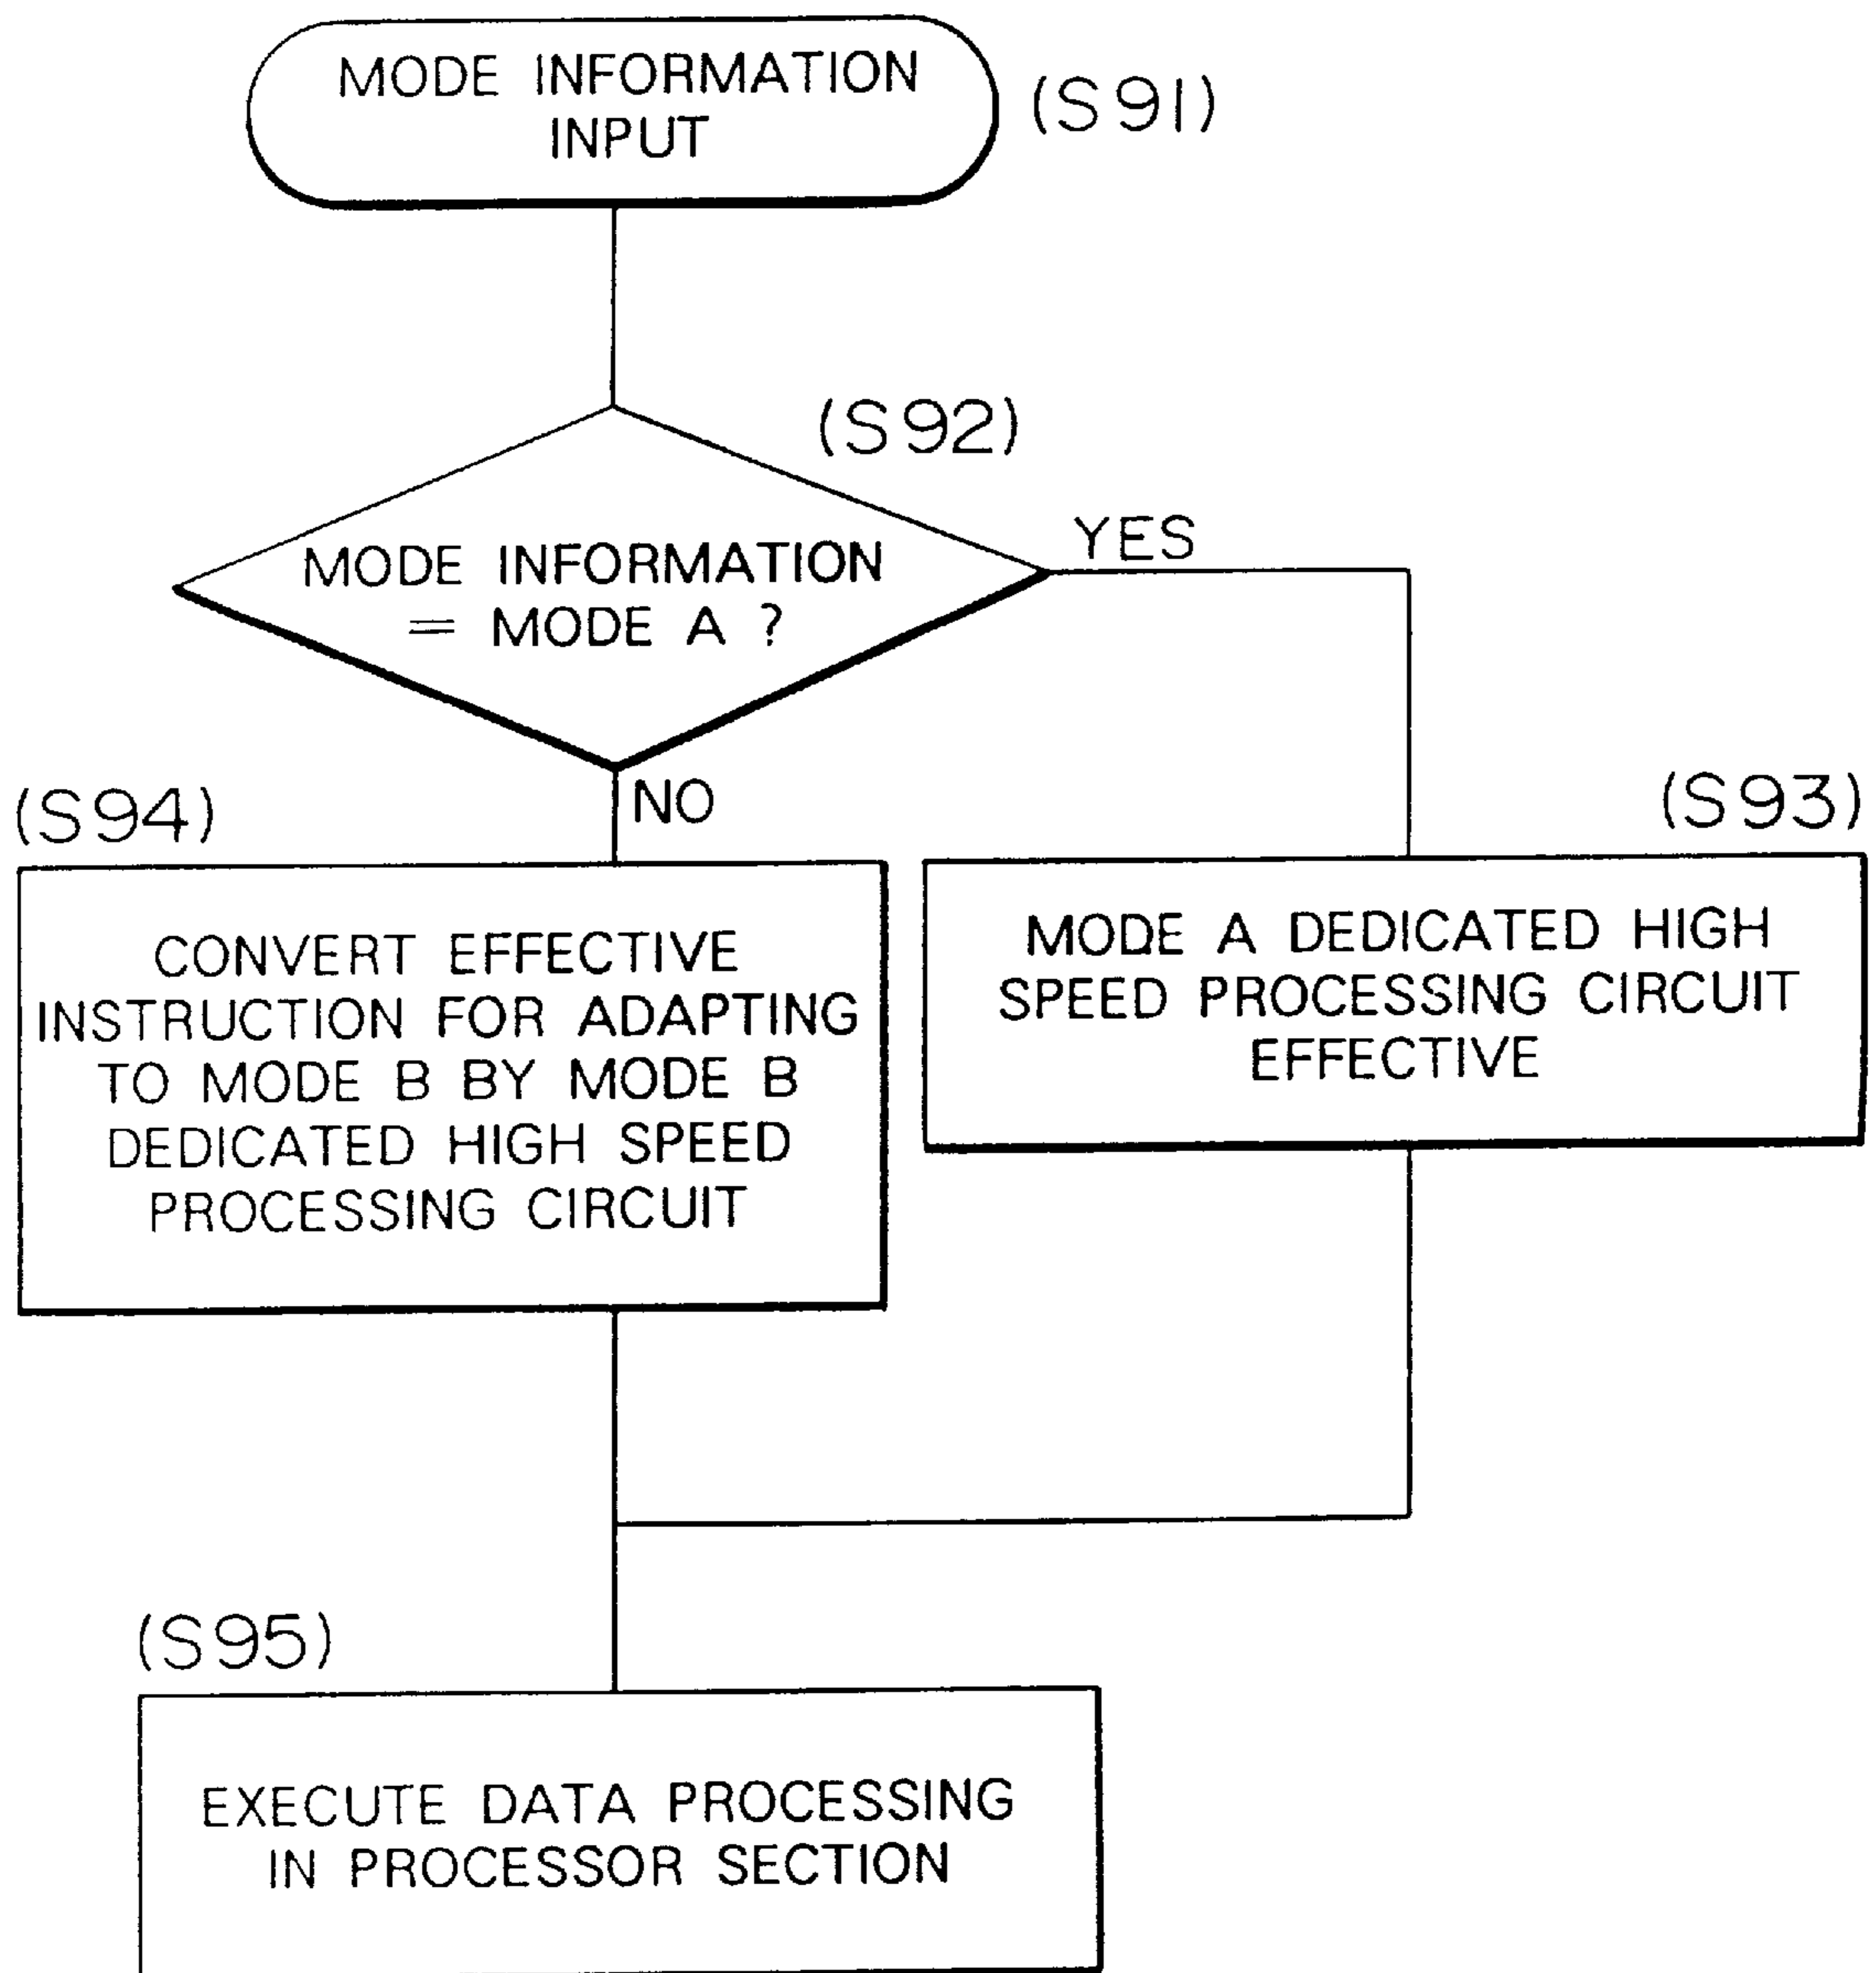 MODE INFORMATION
INPUT
(S91)
(S92)
MODE INFORMATION
= MODE A ?
YES
NO
(S94)
CONVERT EFFECTIVE
INSTRUCTION FOR ADAPTING
TO MODE B BY MODE B
DEDICATED HIGH SPEED
PROCESSING CIRCUIT
(S93)
MODE A DEDICATED HIGH
SPEED PROCESSING CIRCUIT
EFFECTIVE
(S95)
EXECUTE DATA PROCESSING
IN PROCESSOR SECTION